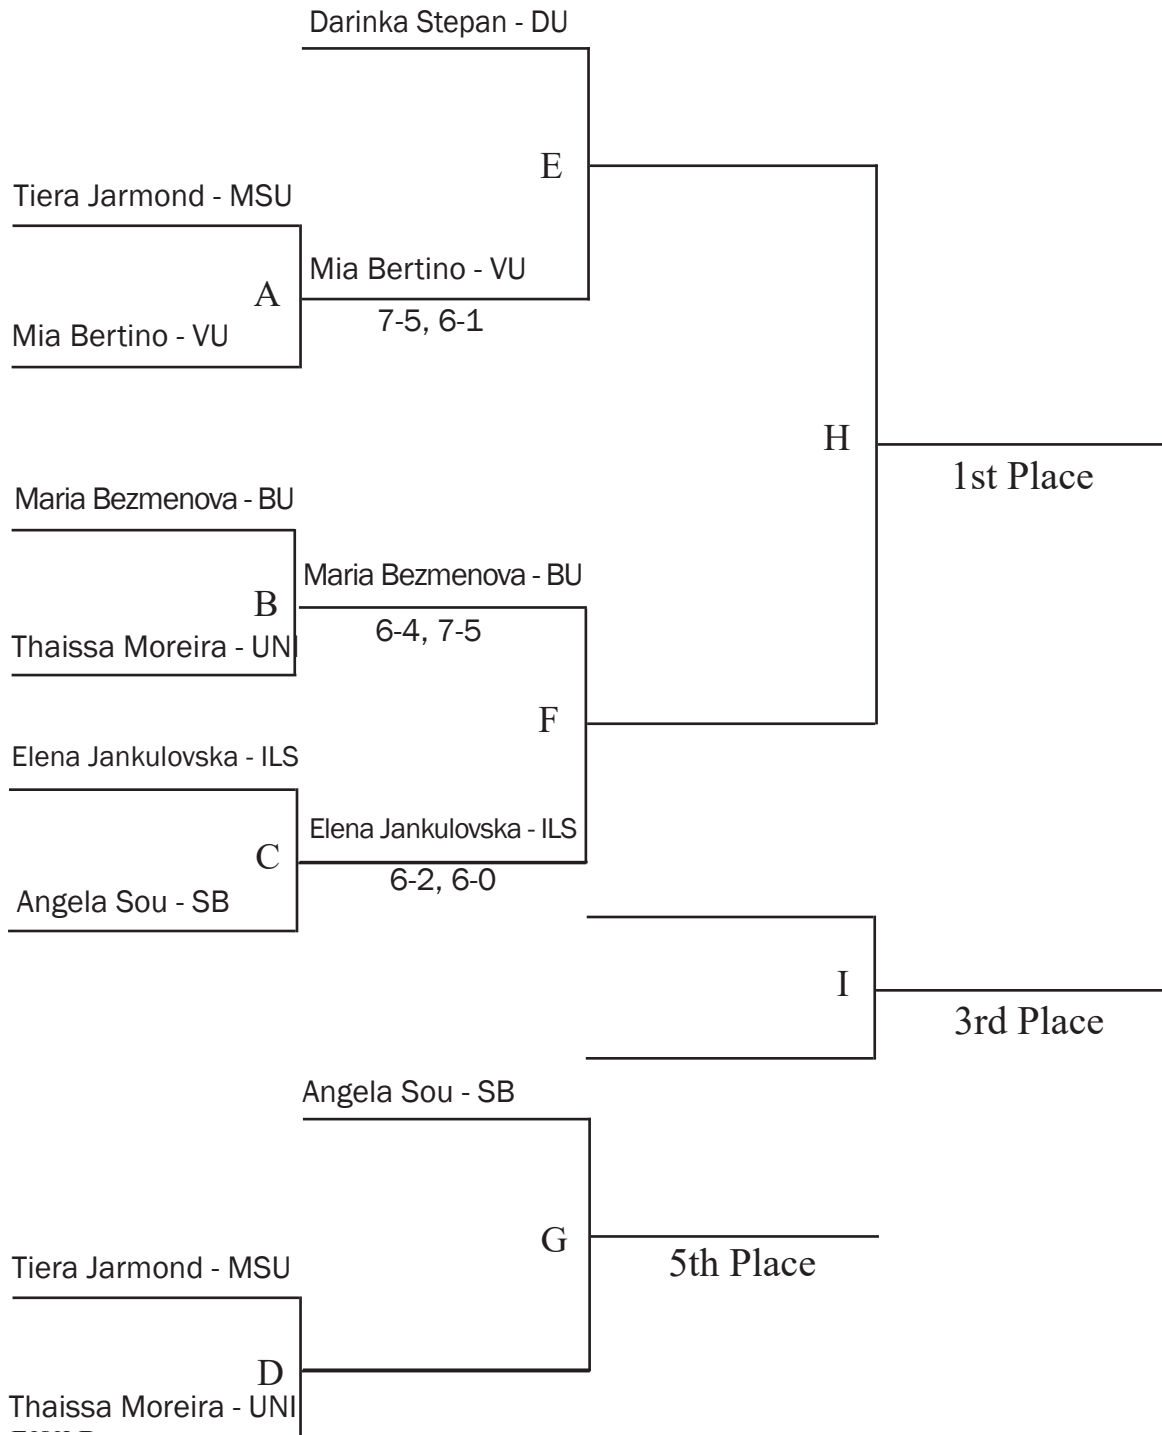 Darinka Stepan - DU
E
Tiera Jarmond - MSU
Mia Bertino - VU
A
7-5, 6-1
Mia Bertino - VU
H
1st Place
Maria Bezmenova - BU
Maria Bezmenova - BU
B
6-4, 7-5
Thaissa Moreira - UNI
F
Elena Jankulovska - ILS
Elena Jankulovska - ILS
C
6-2, 6-0
Angela Sou - SB
I
3rd Place
Angela Sou - SB
G
5th Place
Tiera Jarmond - MSU
D
Thaissa Moreira - UNI